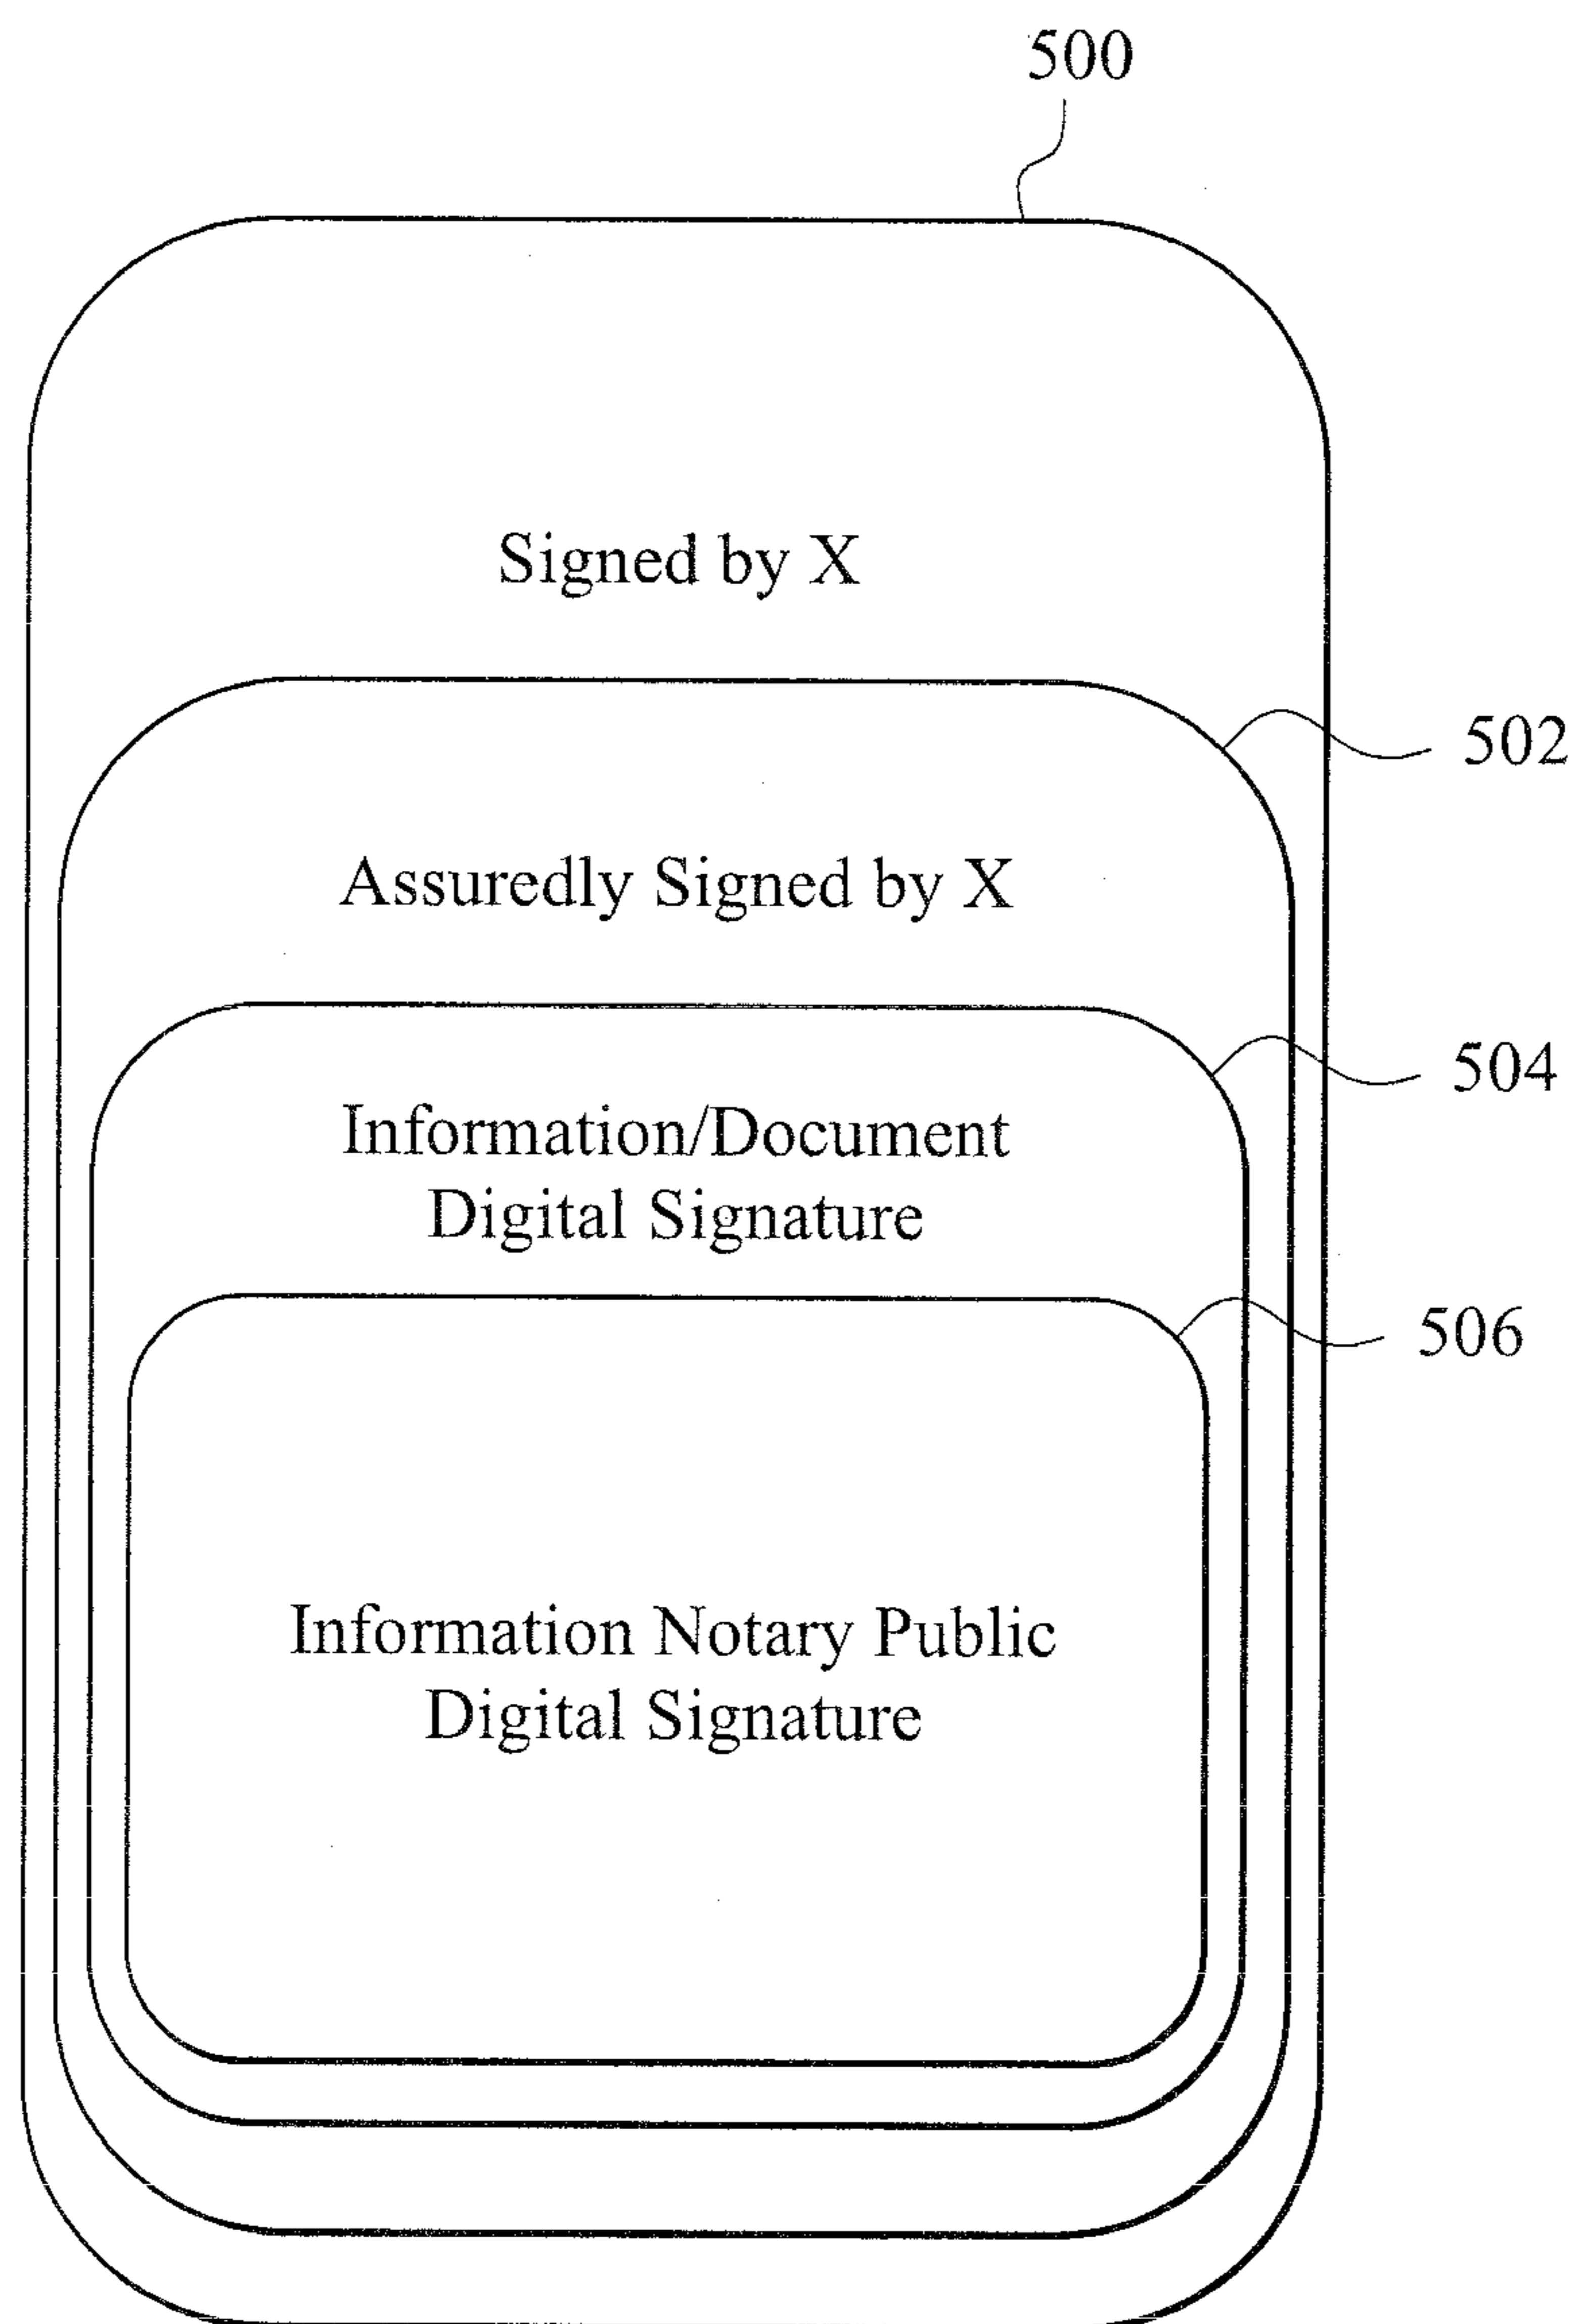 500
Signed by X
502
Assuredly Signed by X
504
Information/Document
Digital Signature
506
Information Notary Public
Digital Signature